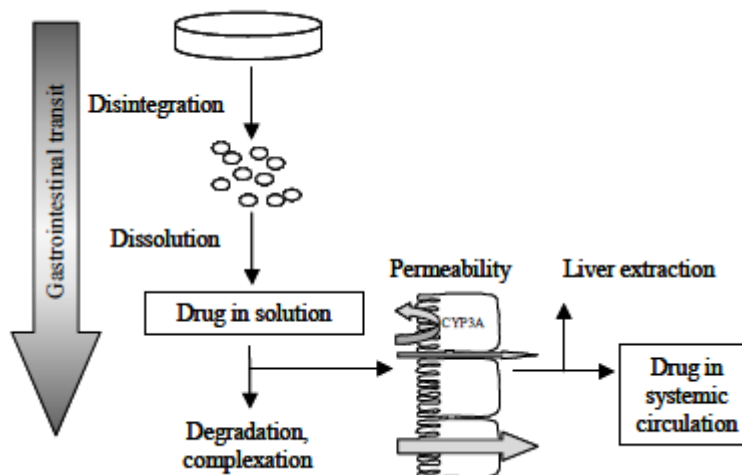 Gastrointestinal transit
Disintegration
Dissolution
Drug in solution
Degradation,
complexation
Permeability
CYP3A
Liver extraction
Drug in
systemic
circulation